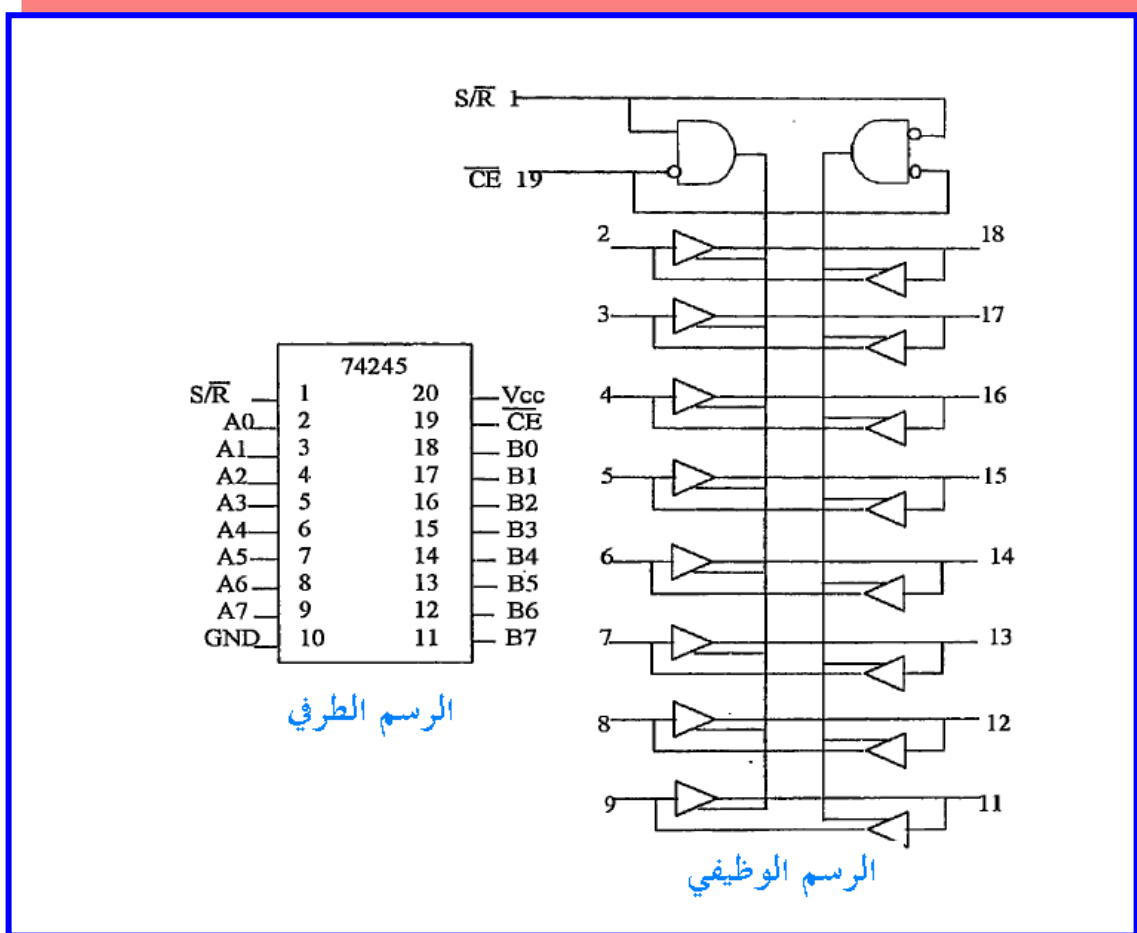 S/R̅ 1
C̅E̅ 19
2 18
3 17
4 16
5 15
6 14
7 13
8 12
9 11
74245
S/R̅ 1 20 Vcc
A0 2 19 C̅E̅
A1 3 18 B0
A2 4 17 B1
A3 5 16 B2
A4 6 15 B3
A5 7 14 B4
A6 8 13 B5
A7 9 12 B6
GND 10 11 B7
الرسم الطرفي
الرسم الوظيفي